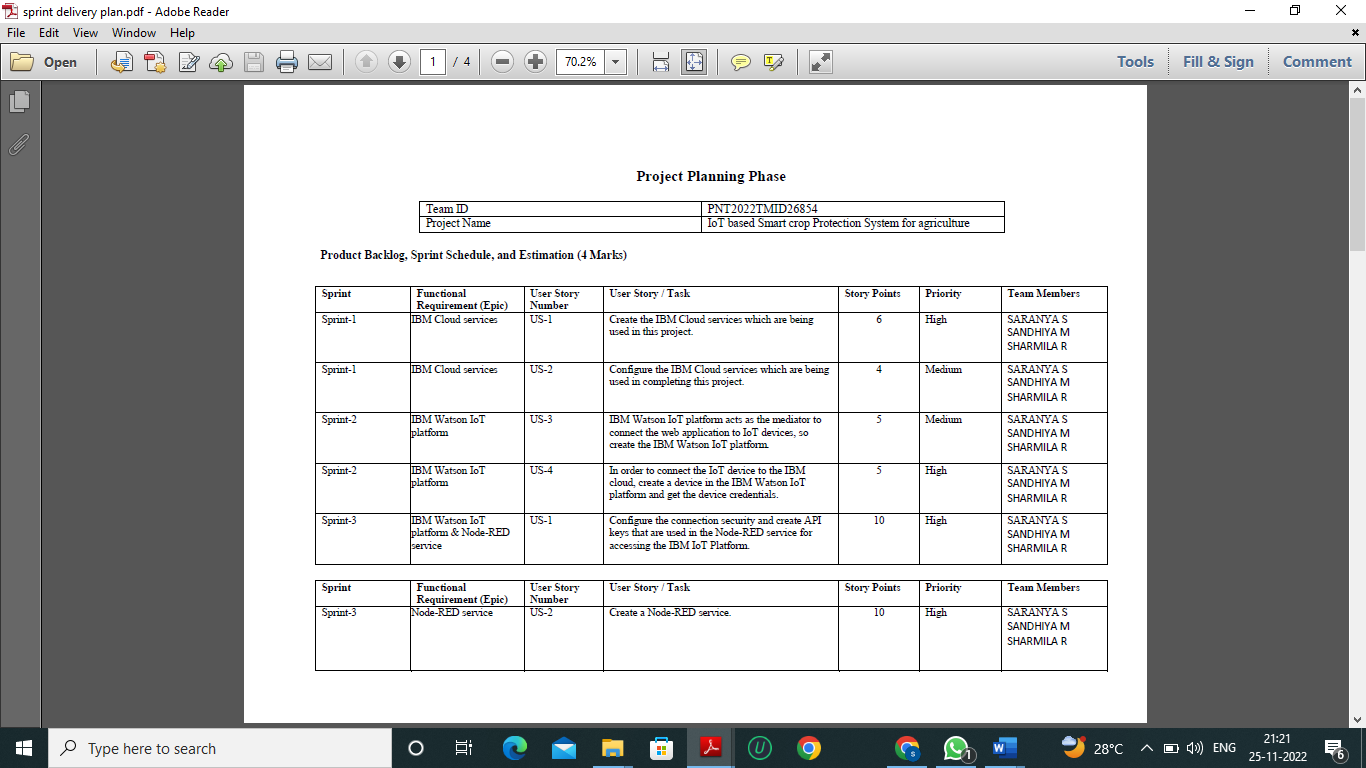 sprint delivery plan.pdf - Adobe Reader
File Edit View Window Help
Open 1 / 4 70.2% Tools Fill & Sign Comment
Project Planning Phase
Team ID PNT2022TMID26854
Project Name IoT based Smart crop Protection System for agriculture
Product Backlog, Sprint Schedule, and Estimation (4 Marks)
Sprint Functional User Story User Story / Task Story Points Priority Team Members
Requirement (Epic) Number
Sprint-1 IBM Cloud services US-1 Create the IBM Cloud services which are being 6 High SARANYA S
used in this project. SANDHIYA M
SHARMILA R
Sprint-1 IBM Cloud services US-2 Configure the IBM Cloud services which are being 4 Medium SARANYA S
used in completing this project. SANDHIYA M
SHARMILA R
Sprint-2 IBM Watson IoT US-3 IBM Watson IoT platform acts as the mediator to 5 Medium SARANYA S
platform connect the web application to IoT devices, so SANDHIYA M
create the IBM Watson IoT platform. SHARMILA R
Sprint-2 IBM Watson IoT US-4 In order to connect the IoT device to the IBM 5 High SARANYA S
platform cloud, create a device in the IBM Watson IoT SANDHIYA M
platform and get the device credentials. SHARMILA R
Sprint-3 IBM Watson IoT US-1 Configure the connection security and create API 10 High SARANYA S
platform & Node-RED keys that are used in the Node-RED service for SANDHIYA M
service accessing the IBM IoT Platform. SHARMILA R
Sprint Functional User Story User Story / Task Story Points Priority Team Members
Requirement (Epic) Number
Sprint-3 Node-RED service US-2 Create a Node-RED service. 10 High SARANYA S
SANDHIYA M
SHARMILA R
Type here to search 28°C ENG 21:21
25-11-2022 6